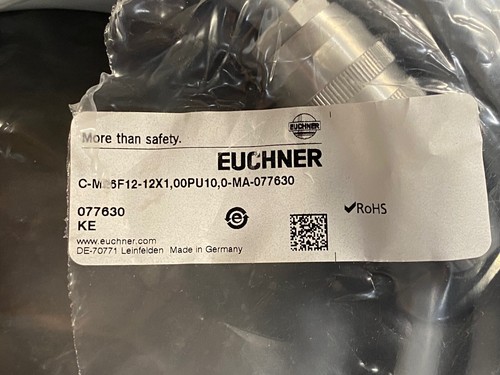 EUCHNER
More than safety.
EUCHNER
C-M26F12-12X1,00PU10,0-MA-077630
077630
KE
✓RoHS
www.euchner.com
DE-70771 Leinfelden Made in Germany